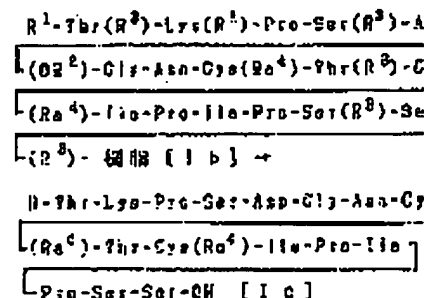 R¹-Thr(R³)-Lys(R¹)-Pro-Ser(R³)-A
(OR²)-Gly-Asn-Cys(Ra⁴)-Thr(R³)-C
(Ra⁴)-Ile-Pro-Ile-Pro-Ser(R³)-Se
(R³)- 樹脂 [I b] →
H-Thr-Lys-Pro-Ser-Asp-Gly-Asn-Cy
(Ra⁴)-Thr-Cys(Ra⁴)-Ile-Pro-Ile
Pro-Ser-Ser-OH [I c]